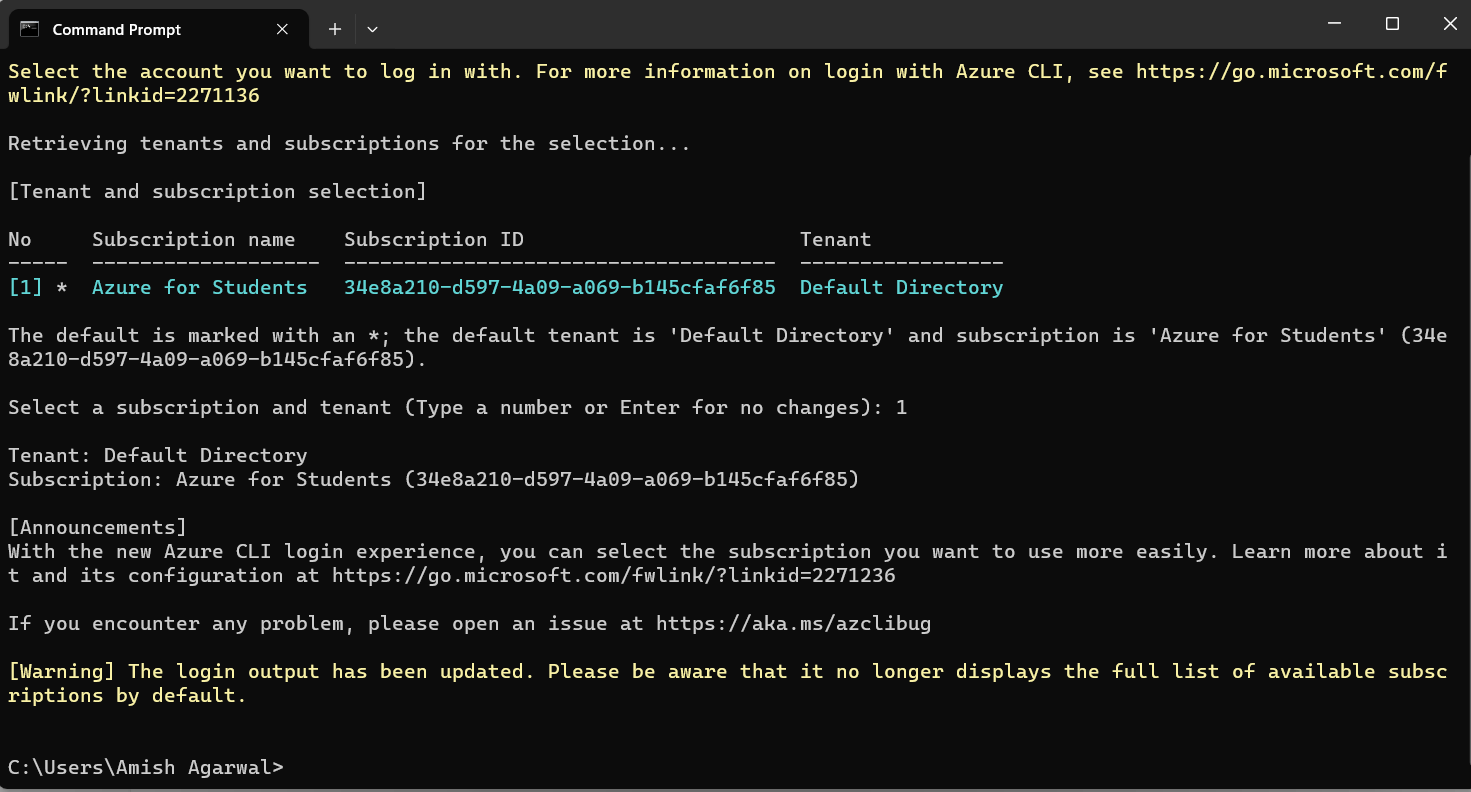 Command Prompt
Select the account you want to log in with. For more information on login with Azure CLI, see https://go.microsoft.com/f
wlink/?linkid=2271136
Retrieving tenants and subscriptions for the selection...
[Tenant and subscription selection]
No     Subscription name    Subscription ID                       Tenant
-----  -------------------  ------------------------------------  -----------------
[1] *  Azure for Students   34e8a210-d597-4a09-a069-b145cfaf6f85  Default Directory
The default is marked with an *; the default tenant is 'Default Directory' and subscription is 'Azure for Students' (34e
8a210-d597-4a09-a069-b145cfaf6f85).
Select a subscription and tenant (Type a number or Enter for no changes): 1
Tenant: Default Directory
Subscription: Azure for Students (34e8a210-d597-4a09-a069-b145cfaf6f85)
[Announcements]
With the new Azure CLI login experience, you can select the subscription you want to use more easily. Learn more about i
t and its configuration at https://go.microsoft.com/fwlink/?linkid=2271236
If you encounter any problem, please open an issue at https://aka.ms/azclibug
[Warning] The login output has been updated. Please be aware that it no longer displays the full list of available subsc
riptions by default.
C:\Users\Amish Agarwal>